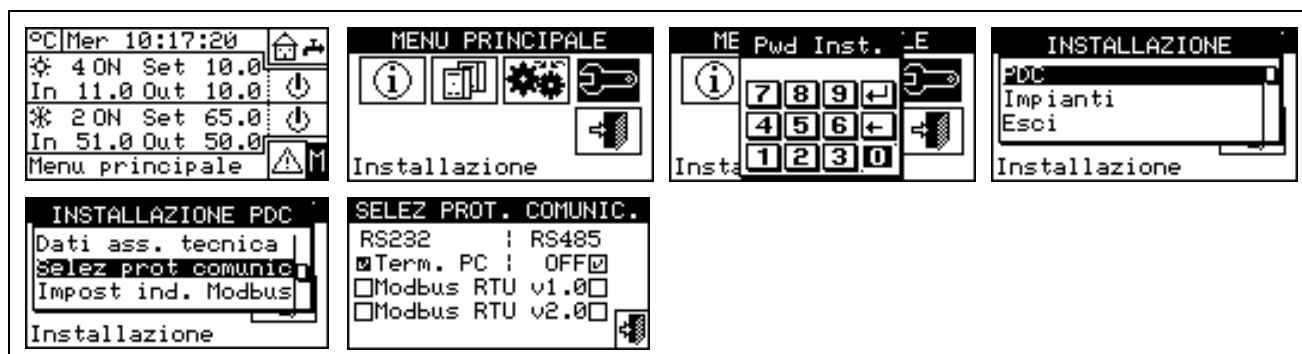 °C Mer 10:17:20
4 ON Set 10.0
In 11.0 Out 10.0
2 ON Set 65.0
In 51.0 Out 50.0
Menu principale M
MENU PRINCIPALE
i
Installazione
ME Pwd Inst. LE
i
7 8 9
4 5 6
1 2 3 0
Insta
INSTALLAZIONE
PDC
Impianti
Esci
Installazione
INSTALLAZIONE PDC
Dati ass. tecnica
Selez prot comunic
Impost ind. Modbus
Installazione
SELEZ PROT. COMUNIC.
RS232 ¦ RS485
Term. PC ¦ OFF
Modbus RTU v1.0
Modbus RTU v2.0